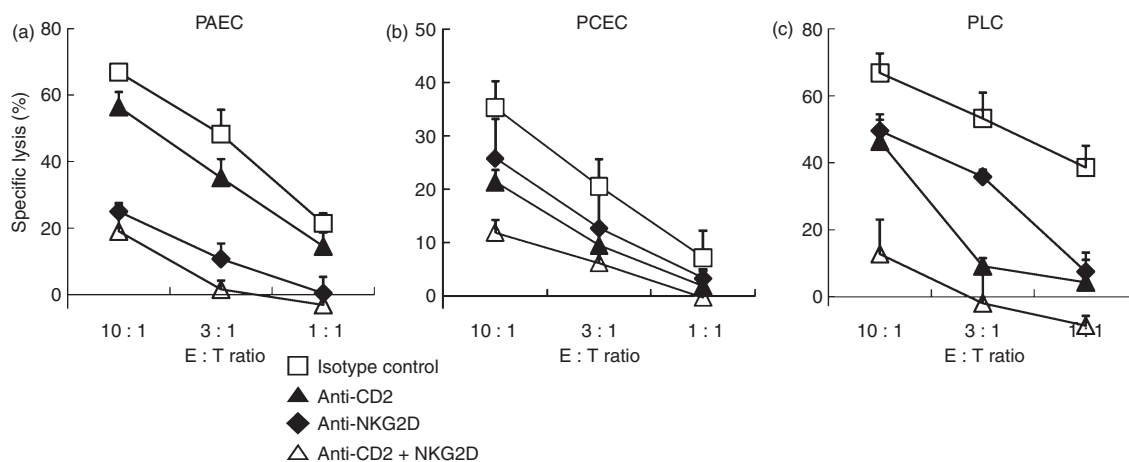 (a)
PAEC
80
60
40
20
0
Specific lysis (%)
10 : 1
3 : 1
1 : 1
E : T ratio
(b)
PCEC
50
40
30
20
10
0
10 : 1
3 : 1
1 : 1
E : T ratio
(c)
PLC
80
60
40
20
0
10 : 1
3 : 1
1 : 1
E : T ratio
Isotype control
Anti-CD2
Anti-NKG2D
Anti-CD2 + NKG2D